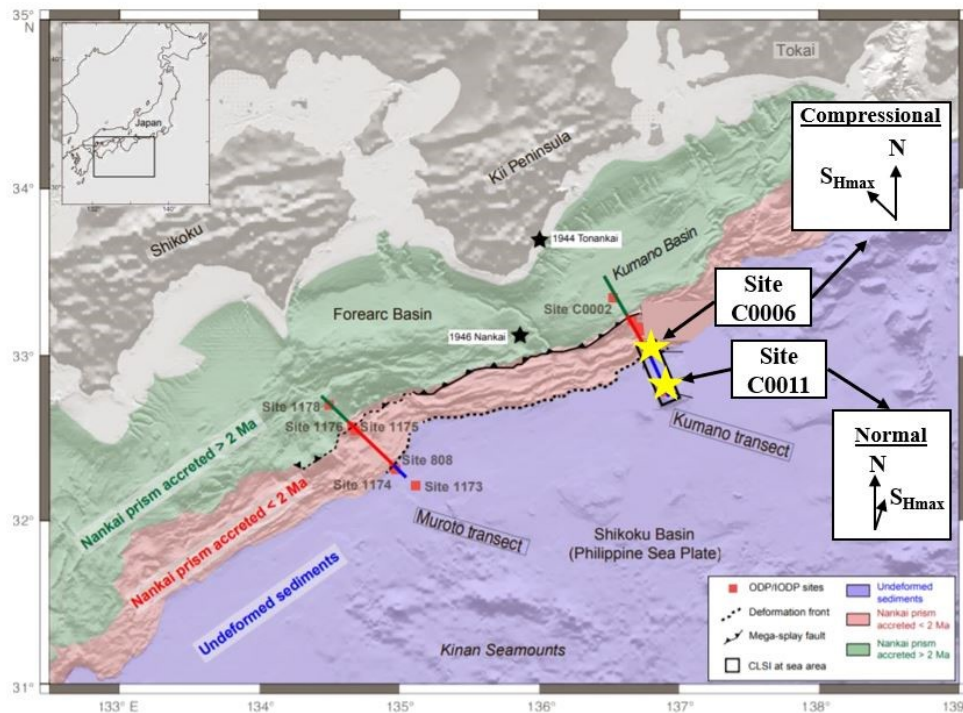 35°
N
34°
33°
32°
31°
133° E
134°
135°
136°
137°
138°
139
Japan
132°
140°
Tokai
Kii Peninsula
Shikoku
1944 Tonankai
Kumano Basin
Site C0002
Forearc Basin
1946 Nankai
Compressional
N
SHmax
Site
C0006
Site
C0011
Normal
N
SHmax
Kumano transect
Site 1178
Site 1176
Site 1175
Site 808
Site 1174
Site 1173
Muroto transect
Nankai prism accreted > 2 Ma
Nankai prism accreted < 2 Ma
Undeformed sediments
Shikoku Basin
(Philippine Sea Plate)
Kinan Seamounts
ODP/IODP sites
Deformation front
Mega-splay fault
CLSI at sea area
Undeformed
sediments
Nankai prism
accreted < 2 Ma
Nankai prism
accreted > 2 Ma